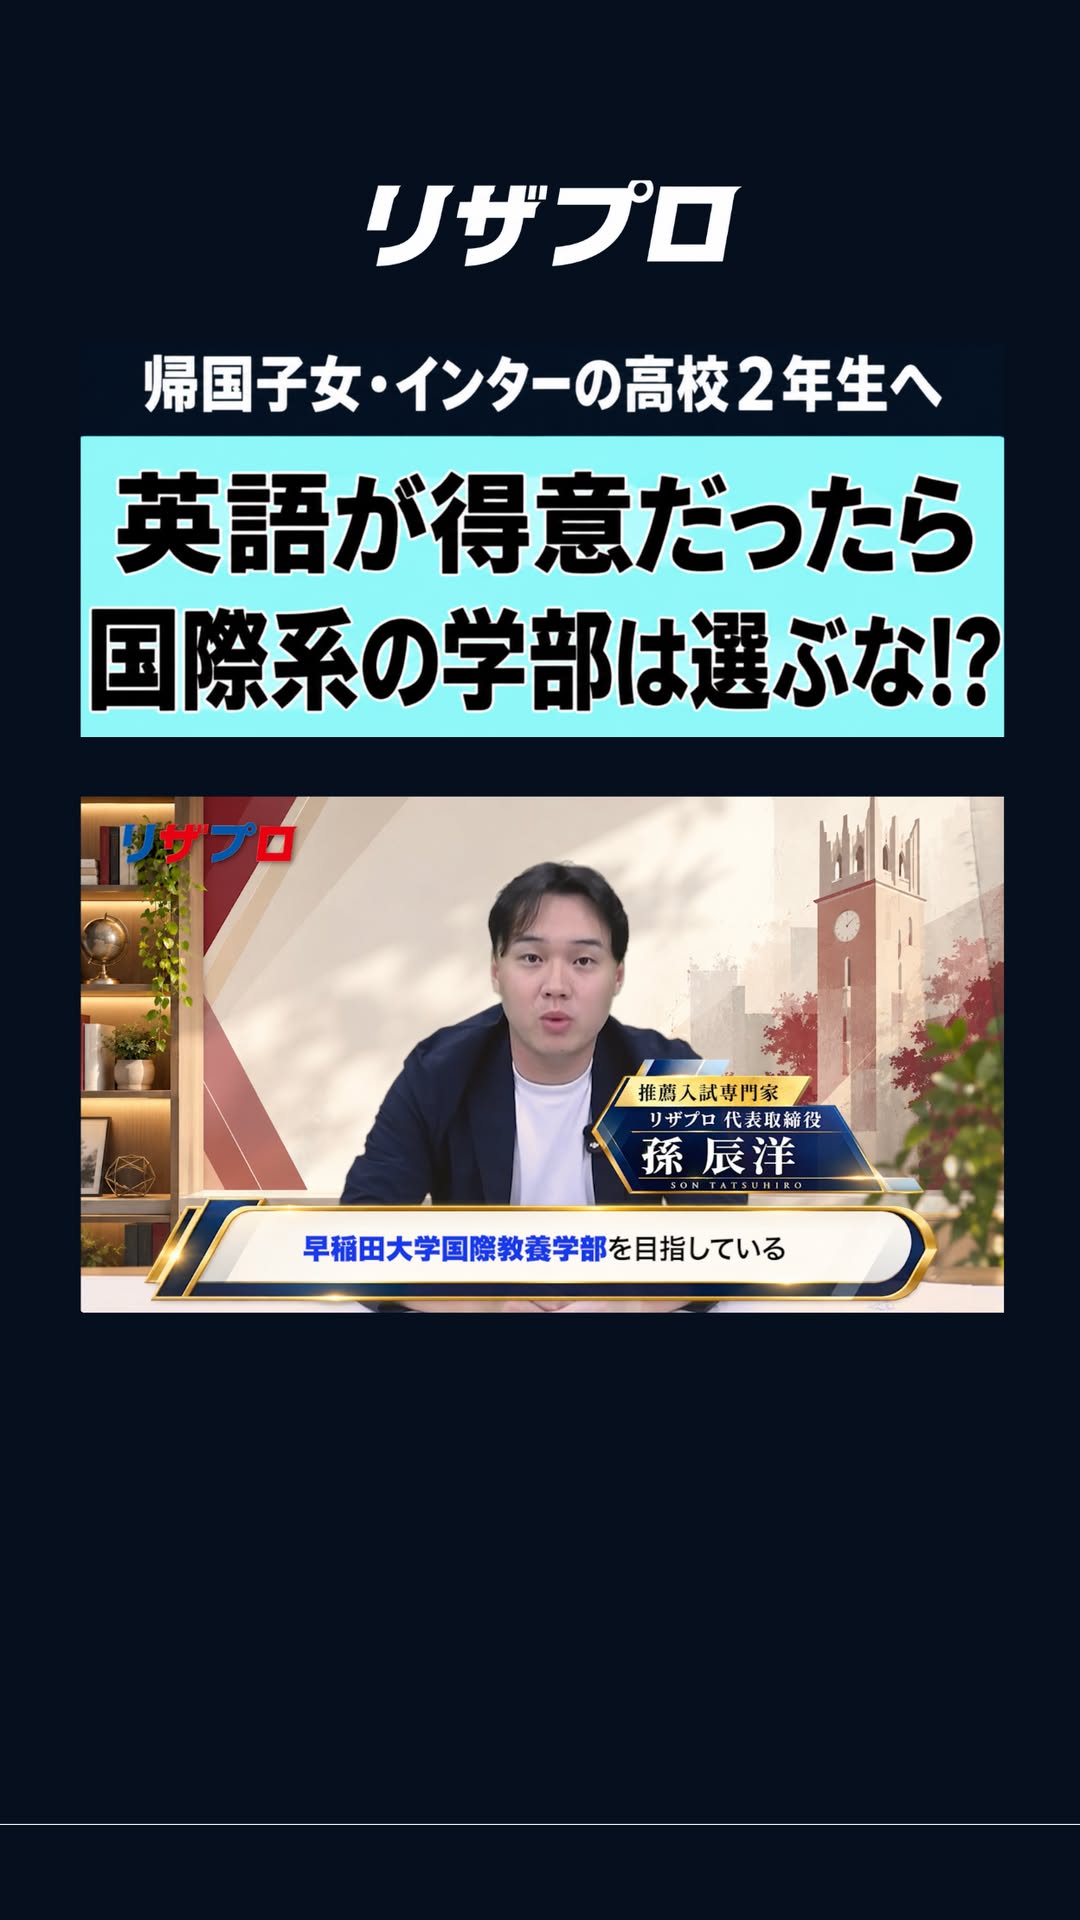 リザプロ
帰国子女・インターの高校2年生へ
英語が得意だったら
国際系の学部は選ぶな!?
リザプロ
推薦入試専門家
リザプロ 代表取締役
孫 辰洋
SON TATSUHIRO
早稲田大学国際教養学部を目指している